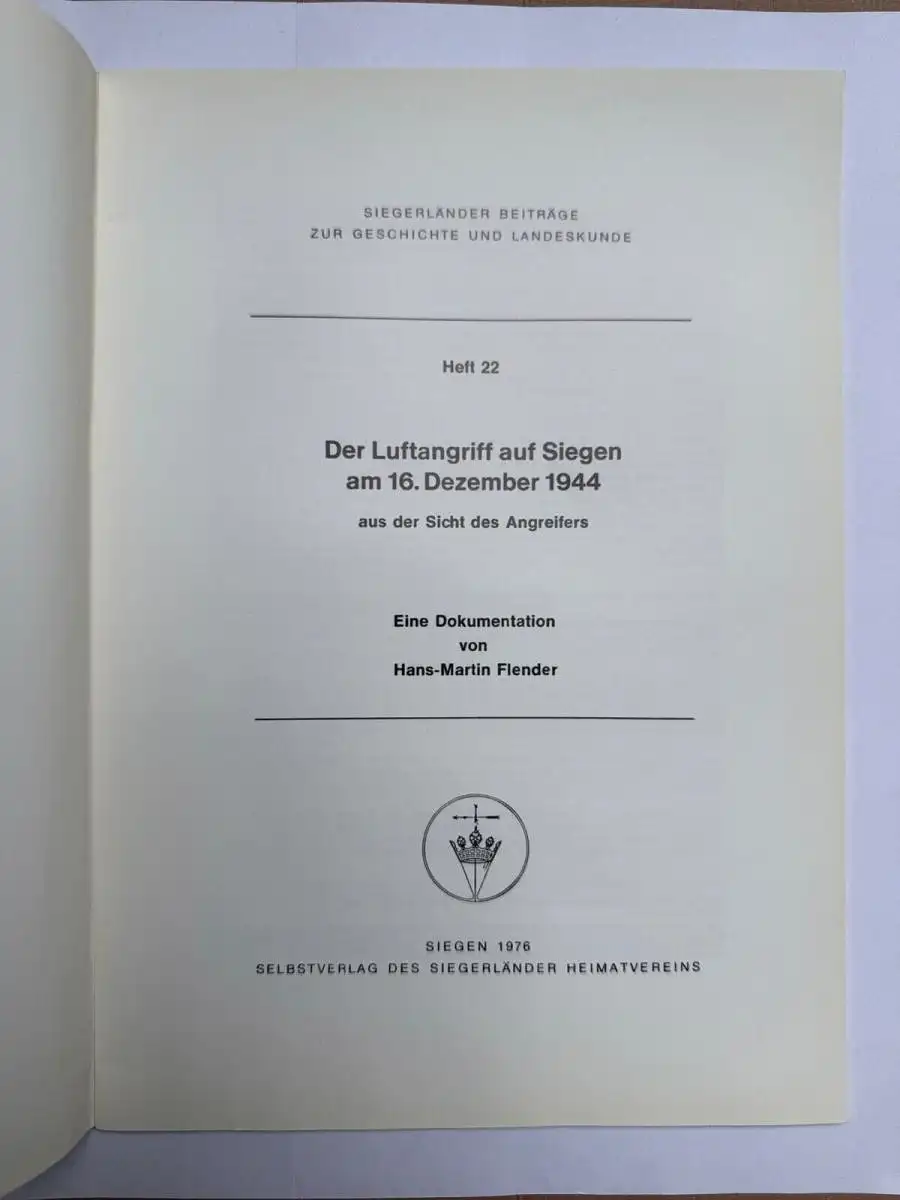 SIEGERLÄNDER BEITRÄGE
ZUR GESCHICHTE UND LANDESKUNDE
Heft 22
Der Luftangriff auf Siegen
am 16. Dezember 1944
aus der Sicht des Angreifers
Eine Dokumentation
von
Hans-Martin Flender
SIEGEN 1976
SELBSTVERLAG DES SIEGERLÄNDER HEIMATVEREINS